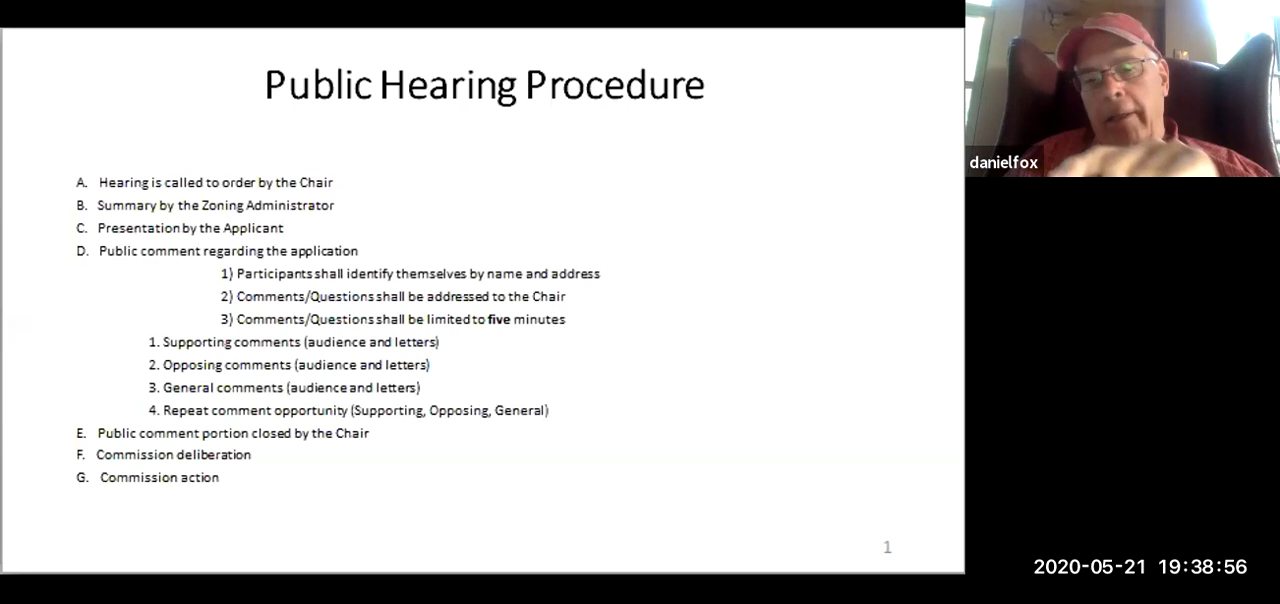 Public Hearing Procedure
A. Hearing is called to order by the Chair
B. Summary by the Zoning Administrator
C. Presentation by the Applicant
D. Public comment regarding the application
1) Participants shall identify themselves by name and address
2) Comments/Questions shall be addressed to the Chair
3) Comments/Questions shall be limited to five minutes
1. Supporting comments (audience and letters)
2. Opposing comments (audience and letters)
3. General comments (audience and letters)
4. Repeat comment opportunity (Supporting, Opposing, General)
E. Public comment portion closed by the Chair
F. Commission deliberation
G. Commission action
1
danielfox
2020-05-21 19:38:56